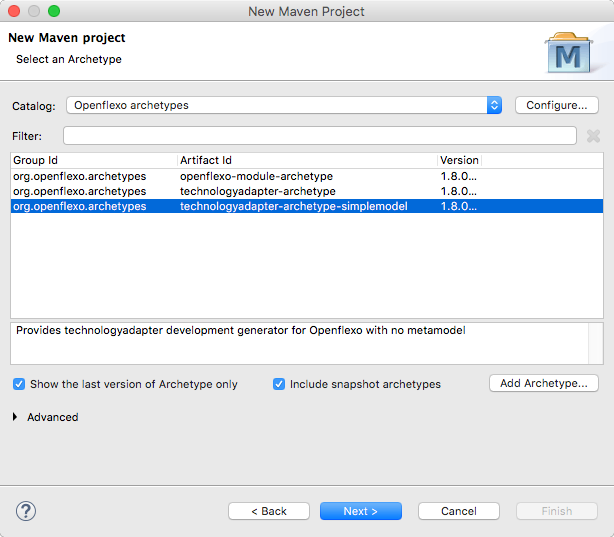 New Maven Project
New Maven project
Select an Archetype
M
Catalog: Openflexo archetypes Configure...
Filter:
Group Id Artifact Id Version
org.openflexo.archetypes openflexo-module-archetype 1.8.0...
org.openflexo.archetypes technologyadapter-archetype 1.8.0...
org.openflexo.archetypes technologyadapter-archetype-simplemodel 1.8.0...
Provides technologyadapter development generator for Openflexo with no metamodel
Show the last version of Archetype only Include snapshot archetypes Add Archetype...
Advanced
? < Back Next > Cancel Finish